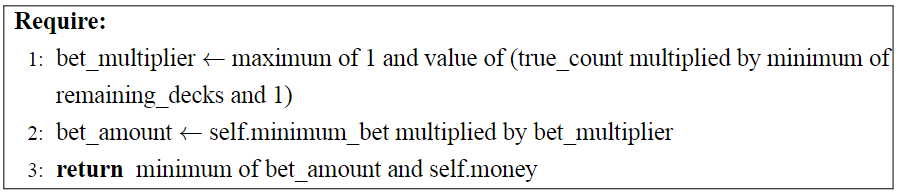 Require:
1: bet_multiplier ← maximum of 1 and value of (true_count multiplied by minimum of
remaining_decks and 1)
2: bet_amount ← self.minimum_bet multiplied by bet_multiplier
3: return minimum of bet_amount and self.money